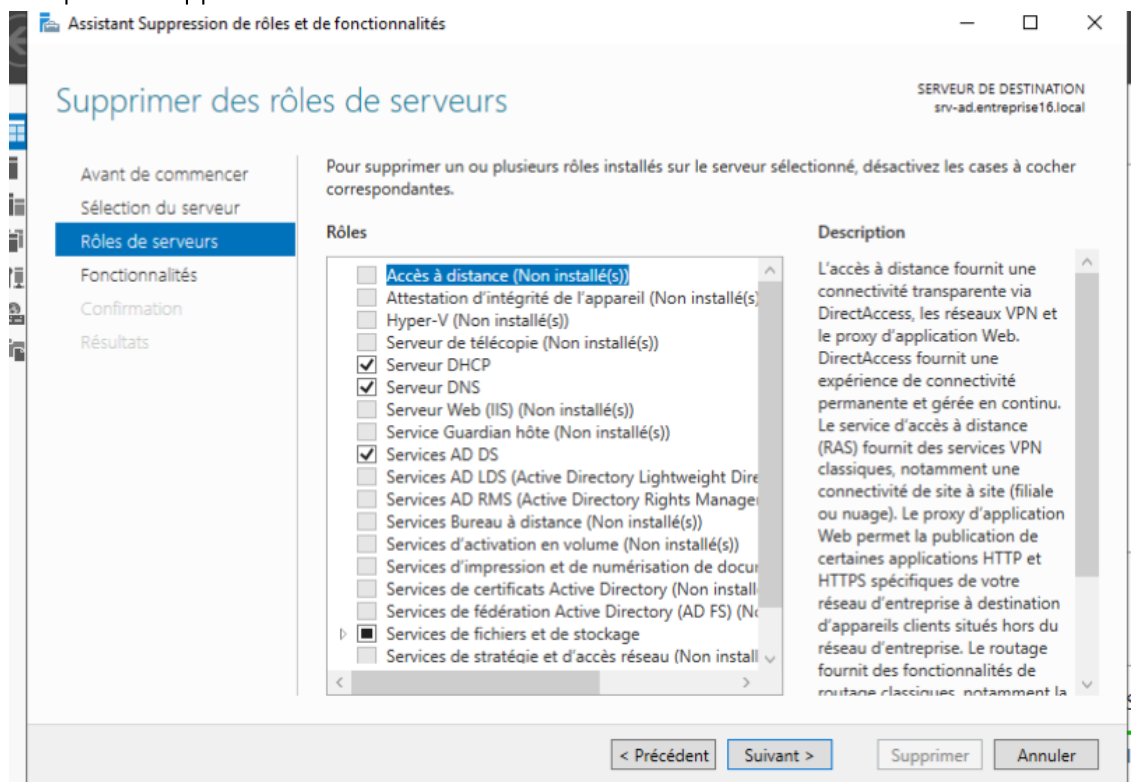 Assistant Suppression de rôles et de fonctionnalités
Supprimer des rôles de serveurs
SERVEUR DE DESTINATION
srv-ad.entreprise16.local
Avant de commencer
Sélection du serveur
Rôles de serveurs
Fonctionnalités
Confirmation
Résultats
Pour supprimer un ou plusieurs rôles installés sur le serveur sélectionné, désactivez les cases à cocher
correspondantes.
Rôles
Accès à distance (Non installé(s))
Attestation d'intégrité de l'appareil (Non installé(s)
Hyper-V (Non installé(s))
Serveur de télécopie (Non installé(s))
Serveur DHCP
Serveur DNS
Serveur Web (IIS) (Non installé(s))
Service Guardian hôte (Non installé(s))
Services AD DS
Services AD LDS (Active Directory Lightweight Dire
Services AD RMS (Active Directory Rights Manage
Services Bureau à distance (Non installé(s))
Services d'activation en volume (Non installé(s))
Services d'impression et de numérisation de docu
Services de certificats Active Directory (Non install
Services de fédération Active Directory (AD FS) (No
Services de fichiers et de stockage
Services de stratégie et d'accès réseau (Non install
Description
L'accès à distance fournit une
connectivité transparente via
DirectAccess, les réseaux VPN et
le proxy d'application Web.
DirectAccess fournit une
expérience de connectivité
permanente et gérée en continu.
Le service d'accès à distance
(RAS) fournit des services VPN
classiques, notamment une
connectivité de site à site (filiale
ou nuage). Le proxy d'application
Web permet la publication de
certaines applications HTTP et
HTTPS spécifiques de votre
réseau d'entreprise à destination
d'appareils clients situés hors du
réseau d'entreprise. Le routage
fournit des fonctionnalités de
routage classiques, notamment la
< Précédent
Suivant >
Supprimer
Annuler